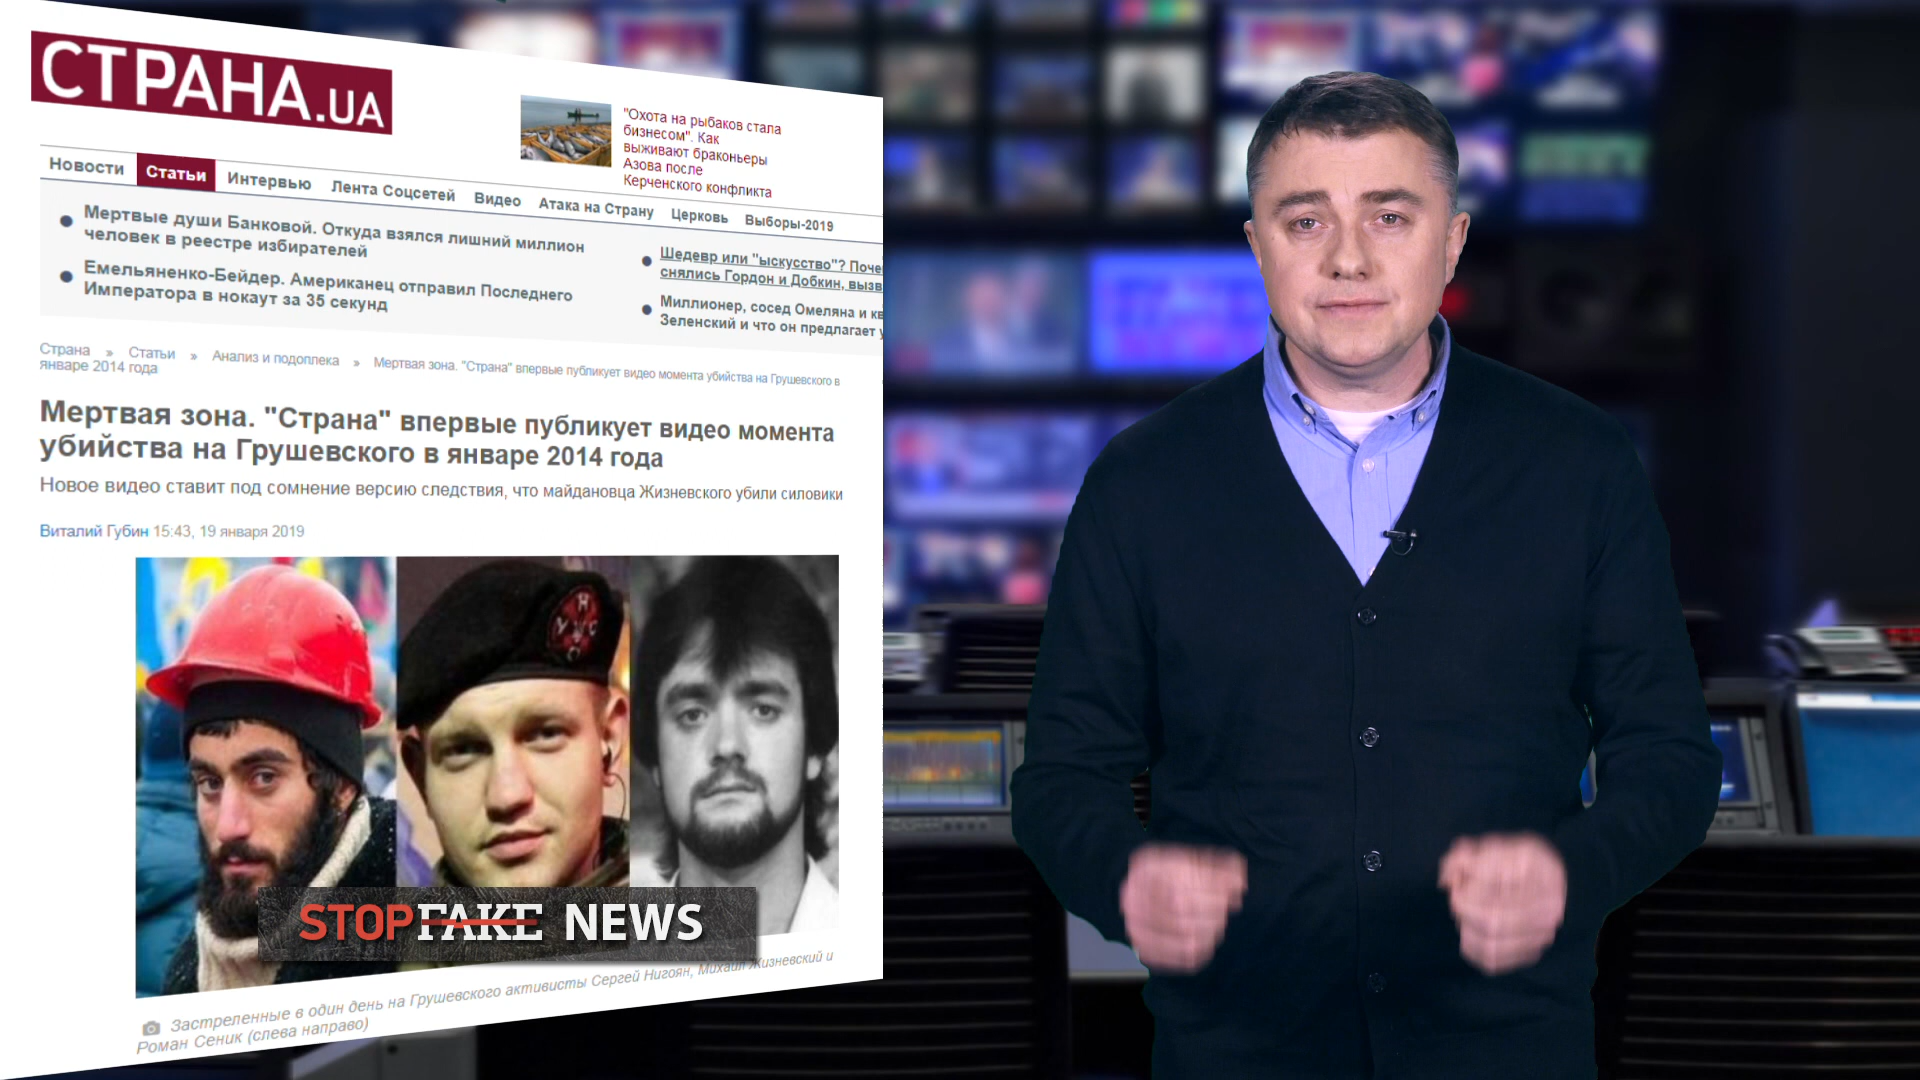 СТРАНА.UA
"Охота на рыбаков стала
бизнесом". Как
выживают браконьеры
Азова после
Керченского конфликта
Новости Статьи Интервью Лента Соцсетей Видео Атака на Страну Церковь Выборы-2019
Мертвые души Банковой. Откуда взялся лишний миллион
человек в реестре избирателей
Емельяненко-Бейдер. Американец отправил Последнего
Императора в нокаут за 35 секунд
Шедевр или "ыскусство"? Поче
снялись Гордон и Добкин, вызв
Миллионер, сосед Омеляна и кв
Зеленский и что он предлагает у
Страна » Статьи » Анализ и подоплека » Мертвая зона. "Страна" впервые публикует видео момента убийства на Грушевского в
январе 2014 года
Мертвая зона. "Страна" впервые публикует видео момента
убийства на Грушевского в январе 2014 года
Новое видео ставит под сомнение версию следствия, что майдановца Жизневского убили силовики
Виталий Губин 15:43, 19 января 2019
УНСО
STOPFAKE NEWS
Застреленные в один день на Грушевского активисты Сергей Нигоян, Михаил Жизневский и
Роман Сеник (слева направо)